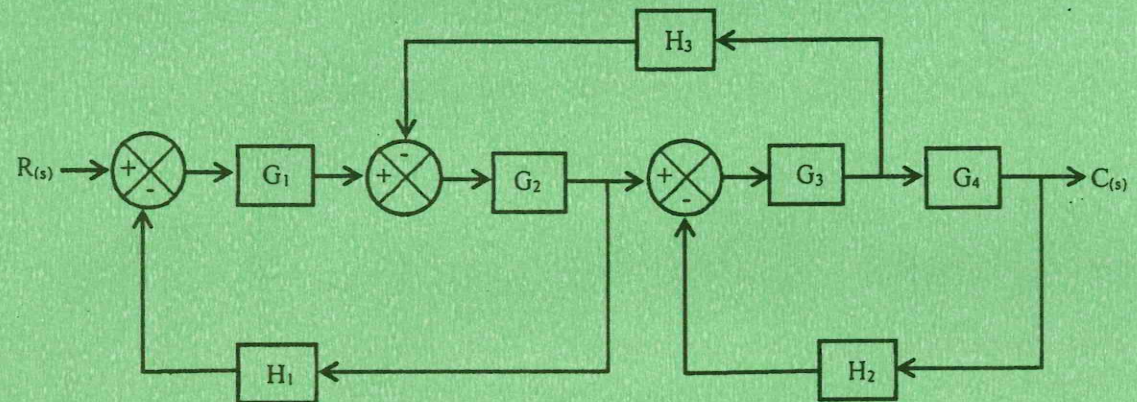 H₃
R₍ₛ₎ + - G₁ + - G₂ + - G₃ G₄ C₍ₛ₎
H₁ H₂